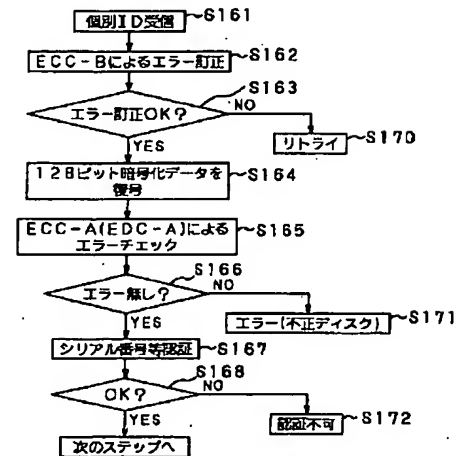 個別ID受信
S161
ECC-Bによるエラー訂正
S162
エラー訂正OK?
S163
NO
リトライ
S170
YES
128ビット暗号化データを
復号
S164
ECC-A(EDC-A)による
エラーチェック
S165
エラー無し?
S166
NO
エラー(不正ディスク)
S171
YES
シリアル番号等認証
S167
OK?
S168
NO
認証不可
S172
YES
次のステップへ